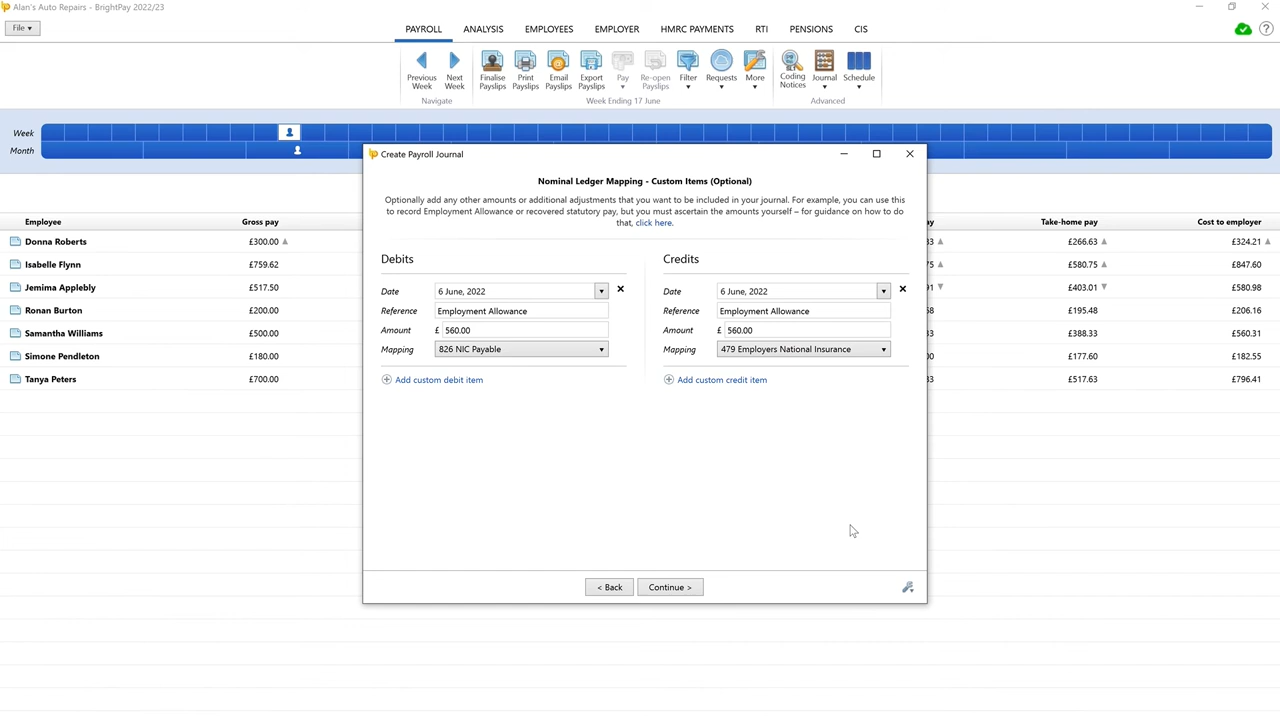 Alan's Auto Repairs - BrightPay 2022/23
File
PAYROLL ANALYSIS EMPLOYEES EMPLOYER HMRC PAYMENTS RTI PENSIONS CIS
Previous Week Next Week Finalise Payslips Print Payslips Email Payslips Export Payslips Pay Re-open Payslips Filter Requests More Coding Notices Journal Schedule
Navigate Week Ending 17 June Advanced
Week
Month
Create Payroll Journal
Nominal Ledger Mapping - Custom Items (Optional)
Optionally add any other amounts or additional adjustments that you want to be included in your journal. For example, you can use this
to record Employment Allowance or recovered statutory pay, but you must ascertain the amounts yourself – for guidance on how to do
that, click here.
Debits
Date 6 June, 2022
Reference Employment Allowance
Amount £ 560.00
Mapping 826 NIC Payable
Add custom debit item
Credits
Date 6 June, 2022
Reference Employment Allowance
Amount £ 560.00
Mapping 479 Employers National Insurance
Add custom credit item
< Back Continue >
Employee Gross pay Take-home pay Cost to employer
Donna Roberts £300.00 £266.63 £324.21
Isabelle Flynn £759.62 £580.75 £847.60
Jemima Applebly £517.50 £403.01 £580.98
Ronan Burton £200.00 £195.48 £206.16
Samantha Williams £500.00 £388.33 £560.31
Simone Pendleton £180.00 £177.60 £182.55
Tanya Peters £700.00 £517.63 £796.41